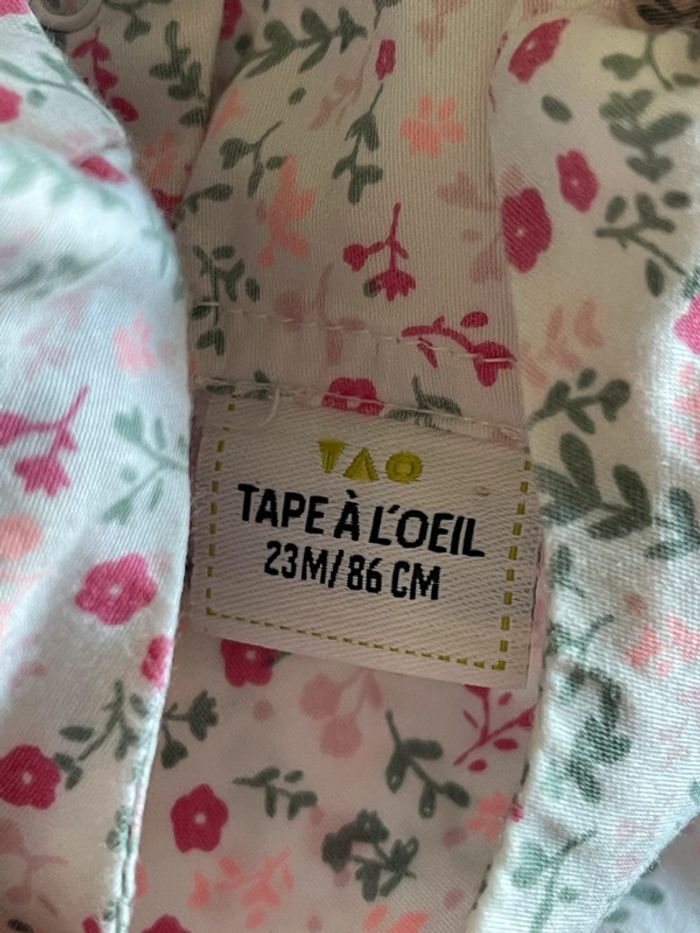 TAO
TAPE À L'OEIL
23M/86 CM